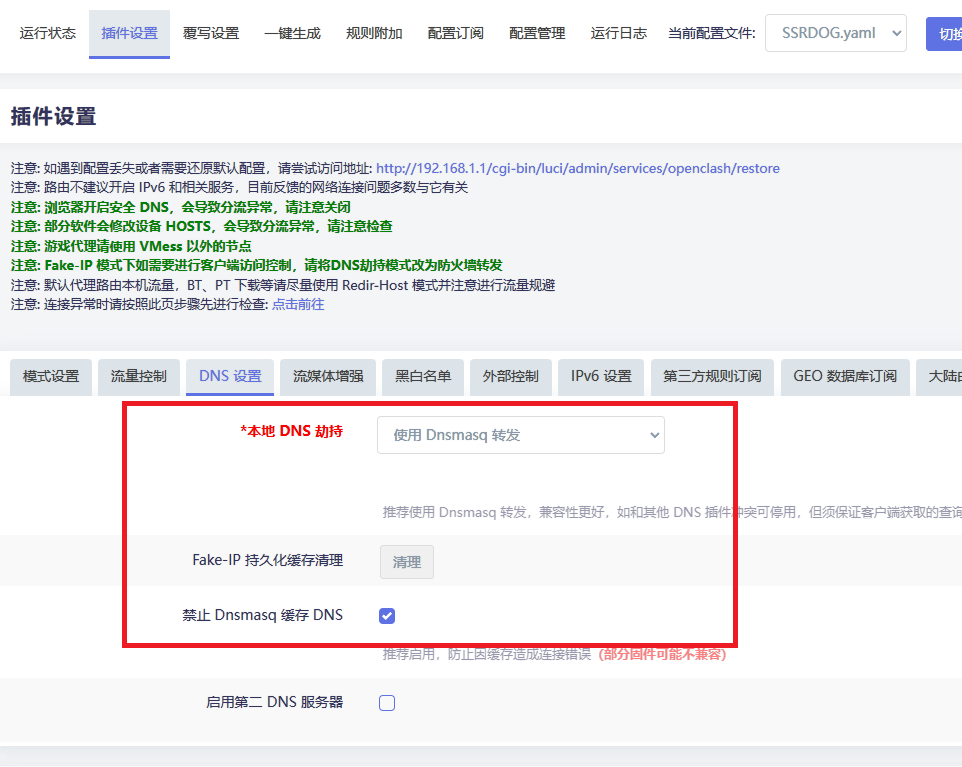 运行状态 插件设置 覆写设置 一键生成 规则附加 配置订阅 配置管理 运行日志 当前配置文件: SSRDOG.yaml 切换
插件设置
注意: 如遇到配置丢失或者需要还原默认配置，请尝试访问地址: http://192.168.1.1/cgi-bin/luci/admin/services/openclash/restore
注意: 路由不建议开启 IPv6 和相关服务，目前反馈的网络连接问题多数与它有关
注意: 浏览器开启安全 DNS，会导致分流异常，请注意关闭
注意: 部分软件会修改设备 HOSTS，会导致分流异常，请注意检查
注意: 游戏代理请使用 VMess 以外的节点
注意: Fake-IP 模式下如需要进行客户端访问控制，请将DNS劫持模式改为防火墙转发
注意: 默认代理路由本机流量，BT、PT 下载等请尽量使用 Redir-Host 模式并注意进行流量规避
注意: 连接异常时请按照此页步骤先进行检查: 点击前往
模式设置 流量控制 DNS 设置 流媒体增强 黑白名单 外部控制 IPv6 设置 第三方规则订阅 GEO 数据库订阅 大陆
*本地 DNS 劫持 使用 Dnsmasq 转发
推荐使用 Dnsmasq 转发，兼容性更好，如和其他 DNS 插件冲突可停用，但须保证客户端获取的查询
Fake-IP 持久化缓存清理 清理
禁止 Dnsmasq 缓存 DNS
推荐启用，防止因缓存造成连接错误（部分固件可能不兼容）
启用第二 DNS 服务器